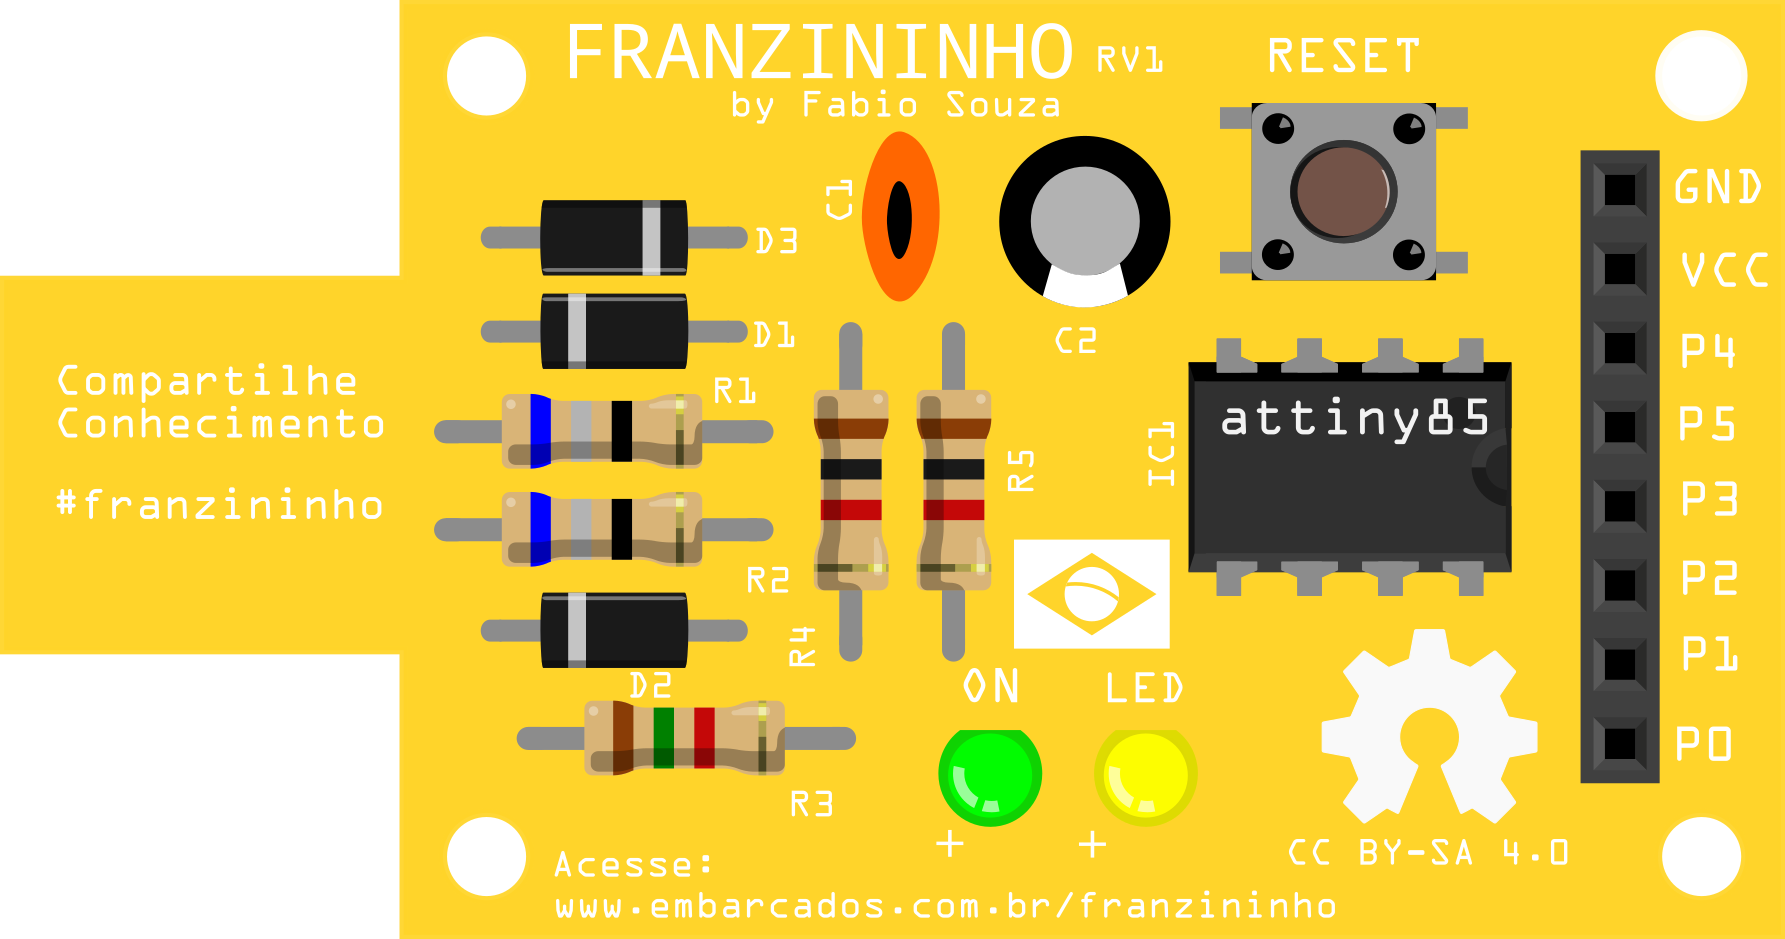 FRANZININHO RV1
by Fabio Souza
RESET
C1
D3
D1
C2
R1
Compartilhe
Conhecimento
#franzininho
R5
IC1
attiny85
R2
R4
D2
R3
ON
LED
+
+
GND
VCC
P4
P5
P3
P2
P1
P0
CC BY-SA 4.0
Acesse:
www.embarcados.com.br/franzininho